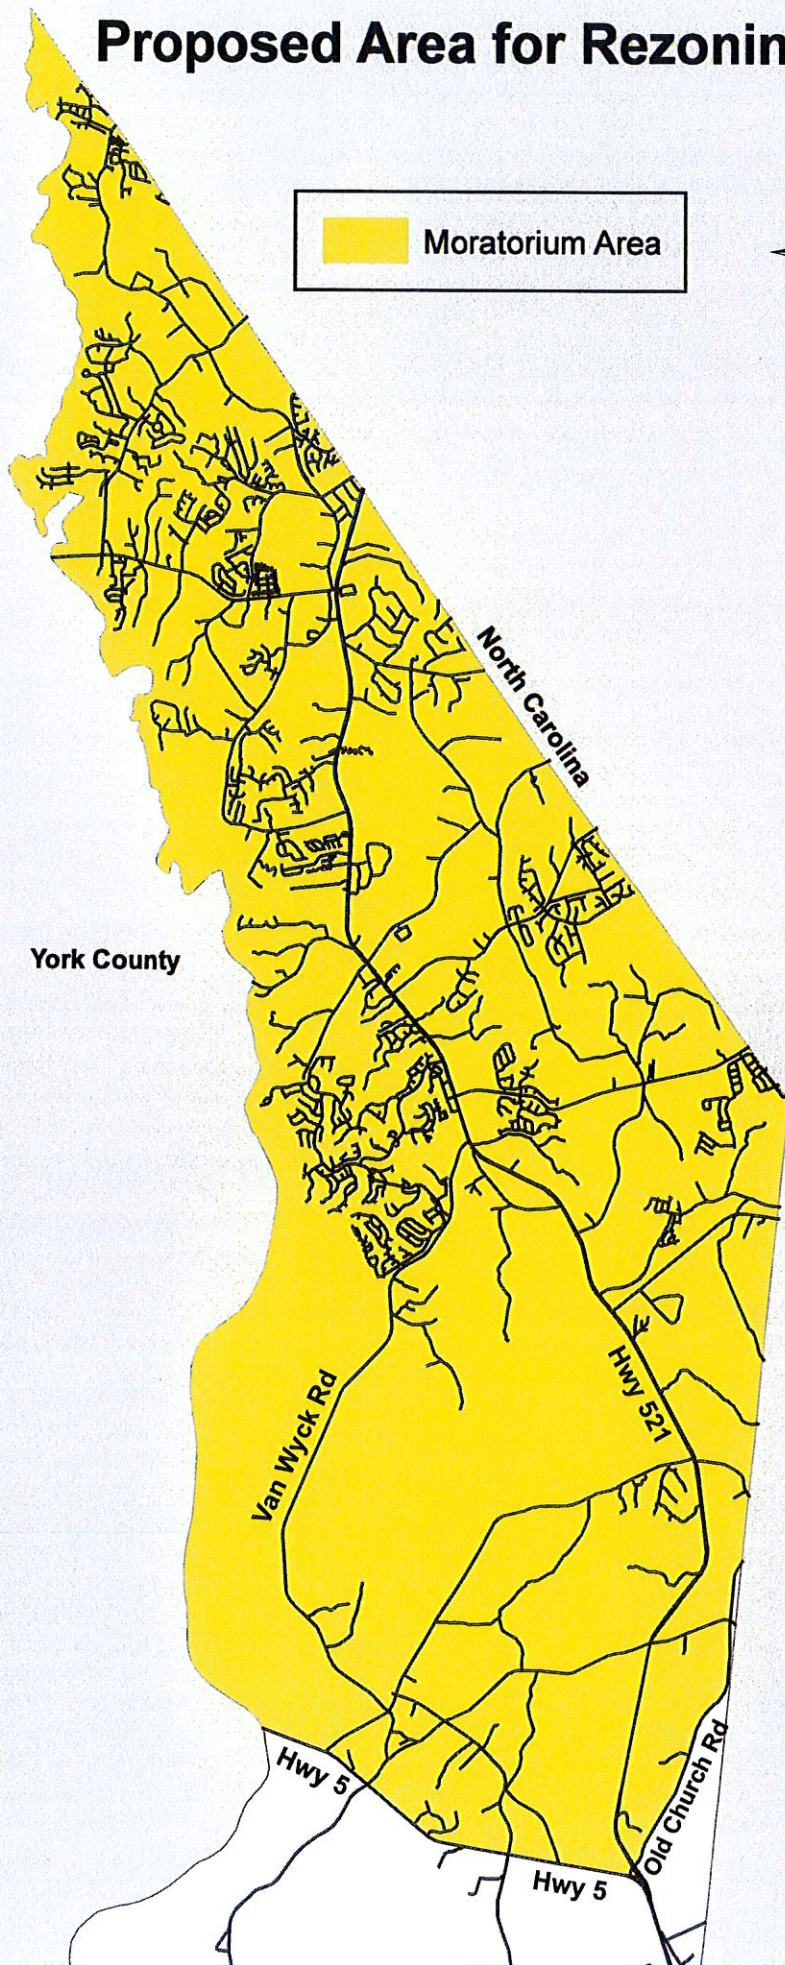 Proposed Area for Rezonin
Moratorium Area
North Carolina
York County
Hwy 521
Van Wyck Rd
Hwy 5
Old Church Rd
Hwy 5